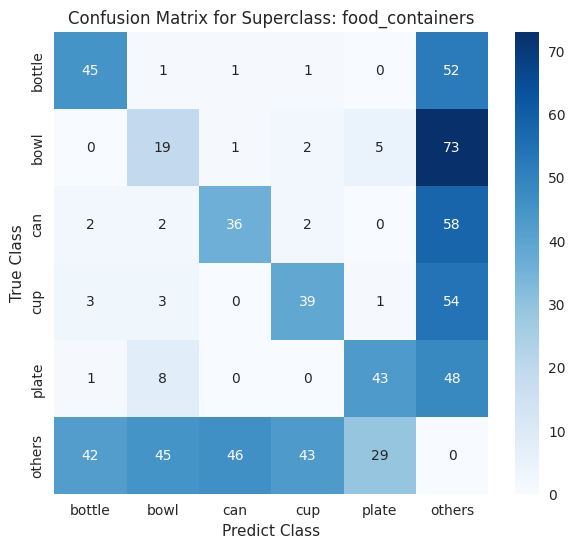 Confusion Matrix for Superclass: food_containers
bottle 45 1 1 1 0 52
bowl 0 19 1 2 5 73
can 2 2 36 2 0 58
cup 3 3 0 39 1 54
plate 1 8 0 0 43 48
others 42 45 46 43 29 0
bottle bowl can cup plate others
Predict Class
True Class
70
60
50
40
30
20
10
0